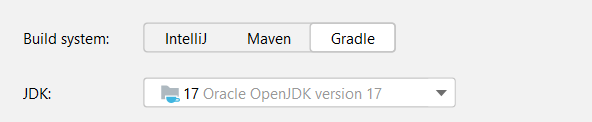 Build system: IntelliJ Maven Gradle
JDK: 17 Oracle OpenJDK version 17